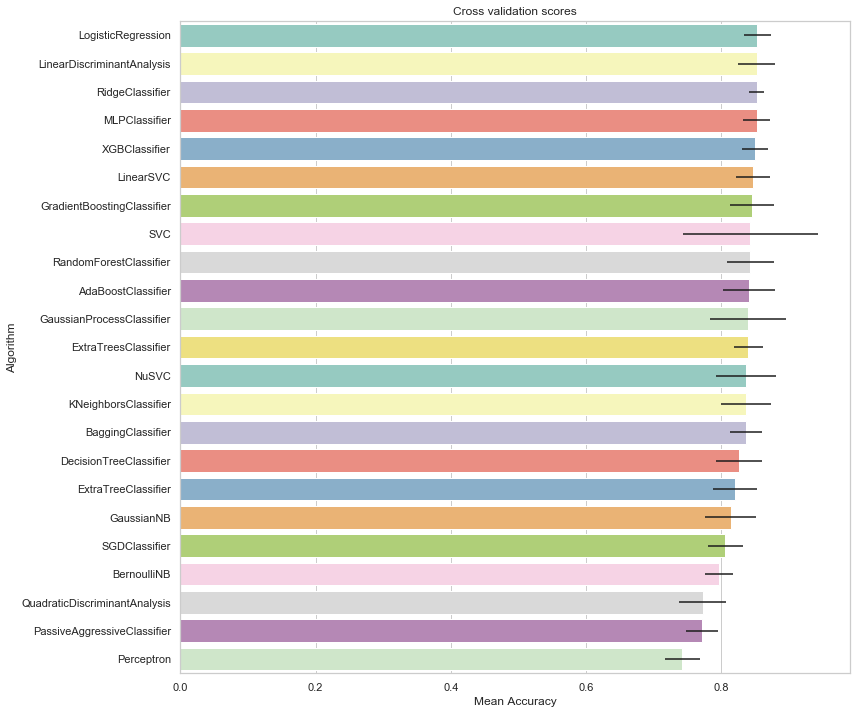 Cross validation scores
LogisticRegression
LinearDiscriminantAnalysis
RidgeClassifier
MLPClassifier
XGBClassifier
LinearSVC
GradientBoostingClassifier
SVC
RandomForestClassifier
AdaBoostClassifier
GaussianProcessClassifier
ExtraTreesClassifier
NuSVC
KNeighborsClassifier
BaggingClassifier
DecisionTreeClassifier
ExtraTreeClassifier
GaussianNB
SGDClassifier
BernoulliNB
QuadraticDiscriminantAnalysis
PassiveAggressiveClassifier
Perceptron
Algorithm
0.0 0.2 0.4 0.6 0.8
Mean Accuracy